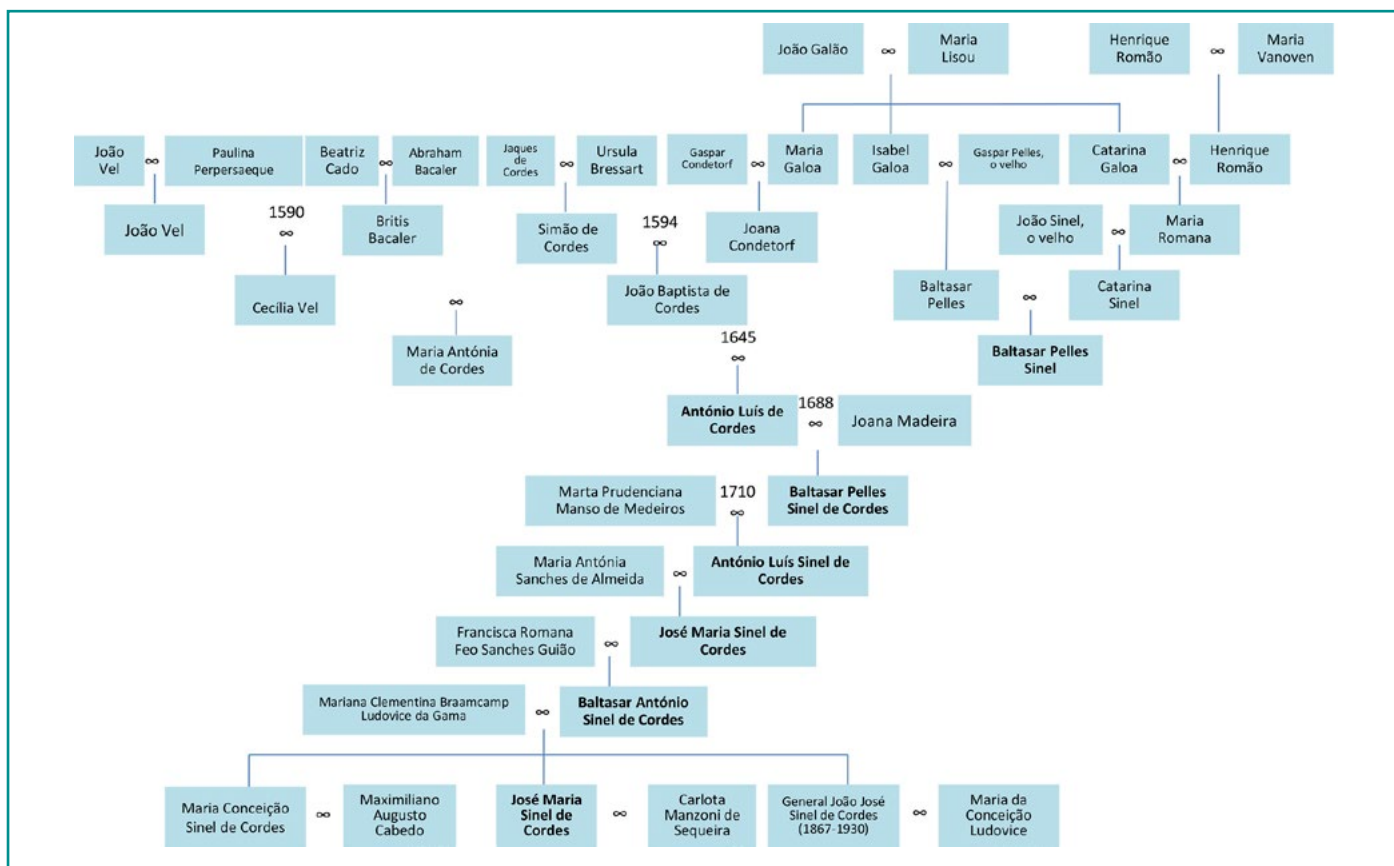 João Galão
∞
Maria
Lisou
Henrique
Romão
∞
Maria
Vanoven
João
Vel
∞
Paulina
Perpersaeque
Beatriz
Cado
∞
Abraham
Bacaler
Jaques
de
Cordes
∞
Ursula
Bressart
Gaspar
Condetorf
∞
Maria
Galoa
Isabel
Galoa
∞
Gaspar Pelles,
o velho
Catarina
Galoa
∞
Henrique
Romão
João Vel
1590
∞
Britis
Bacaler
Simão de
Cordes
1594
∞
Joana
Condetorf
João Sinel,
o velho
∞
Maria
Romana
Cecília Vel
∞
João Baptista de
Cordes
Baltasar
Pelles
∞
Catarina
Sinel
Maria Antónia
de Cordes
1645
∞
Baltasar Pelles
Sinel
António Luís de
Cordes
1688
∞
Joana Madeira
Marta Prudenciana
Manso de Medeiros
1710
∞
Baltasar Pelles
Sinel de Cordes
Maria Antónia
Sanches de Almeida
∞
António Luís Sinel de
Cordes
Francisca Romana
Feo Sanches Guião
∞
José Maria Sinel de
Cordes
Mariana Clementina Braamcamp
Ludovice da Gama
∞
Baltasar António
Sinel de Cordes
Maria Conceição
Sinel de Cordes
∞
Maximiliano
Augusto
Cabedo
José Maria
Sinel de
Cordes
∞
Carlota
Manzoni de
Sequeira
General João José
Sinel de Cordes
(1867-1930)
∞
Maria da
Conceição
Ludovice